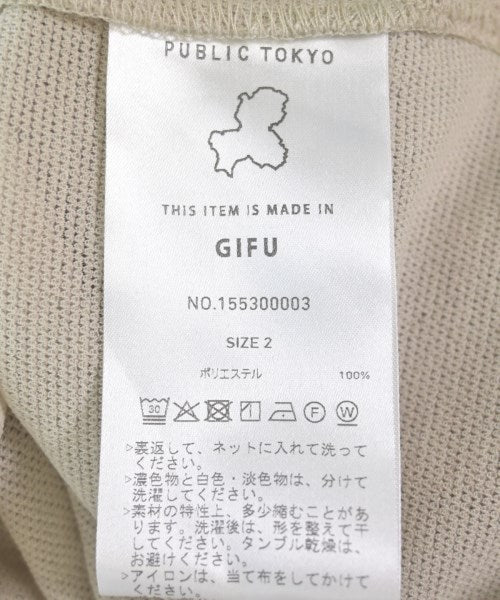 PUBLIC TOKYO
THIS ITEM IS MADE IN
GIFU
NO.155300003
SIZE 2
ポリエステル 100%
30 F W
>裏返して、ネットに入れて洗って
ください。
>濃色物と白色・淡色物は、分けて
洗濯してください。
>素材の特性上、多少縮むことがあ
ります。洗濯後は、形を整えて干
してください。タンブル乾燥は、
お避けください。
>アイロンは、当て布をしてくださ
い。